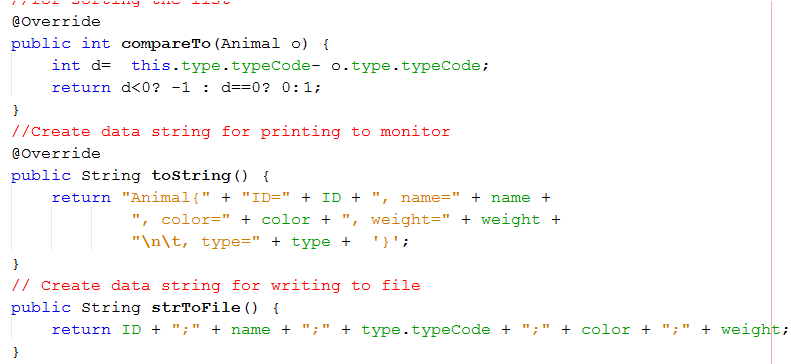 //for sorting the list
@Override
public int compareTo(Animal o) {
    int d=  this.type.typeCode- o.type.typeCode;
    return d<0? -1 : d==0? 0:1;
}
//Create data string for printing to monitor
@Override
public String toString() {
    return "Animal{" + "ID=" + ID + ", name=" + name +
            ", color=" + color + ", weight=" + weight +
            "\n\t, type=" + type +  '}';
}
// Create data string for writing to file
public String strToFile() {
    return ID + ";" + name + ";" + type.typeCode + ";" + color + ";" + weight;
}